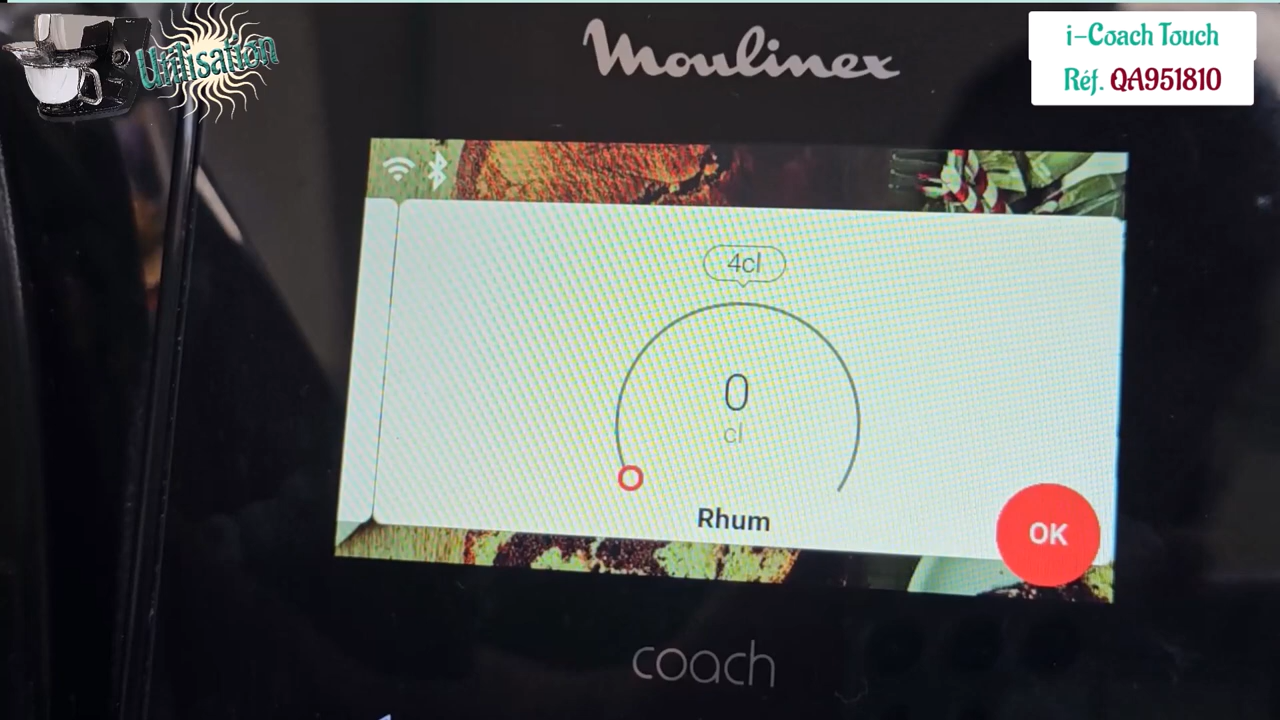 Utilisation
Moulinex
i-Coach Touch
Réf. QA951810
4cl
0
cl
Rhum
OK
coach